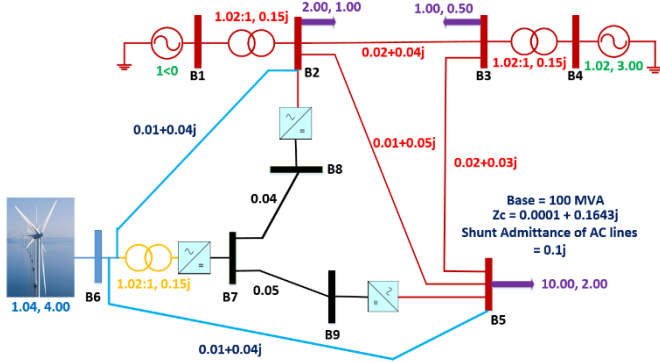 2.00, 1.00
1.00, 0.50
1.02:1, 0.15j
1<0
B1
B2
0.02+0.04j
B3
1.02:1, 0.15j
B4
1.02, 3.00
0.01+0.04j
=
B8
0.01+0.05j
0.02+0.03j
0.04
Base = 100 MVA
Zc = 0.0001 + 0.1643j
Shunt Admittance of AC lines
= 0.1j
1.04, 4.00
B6
1.02:1, 0.15j
=
B7
0.05
B9
=
B5
10.00, 2.00
0.01+0.04j